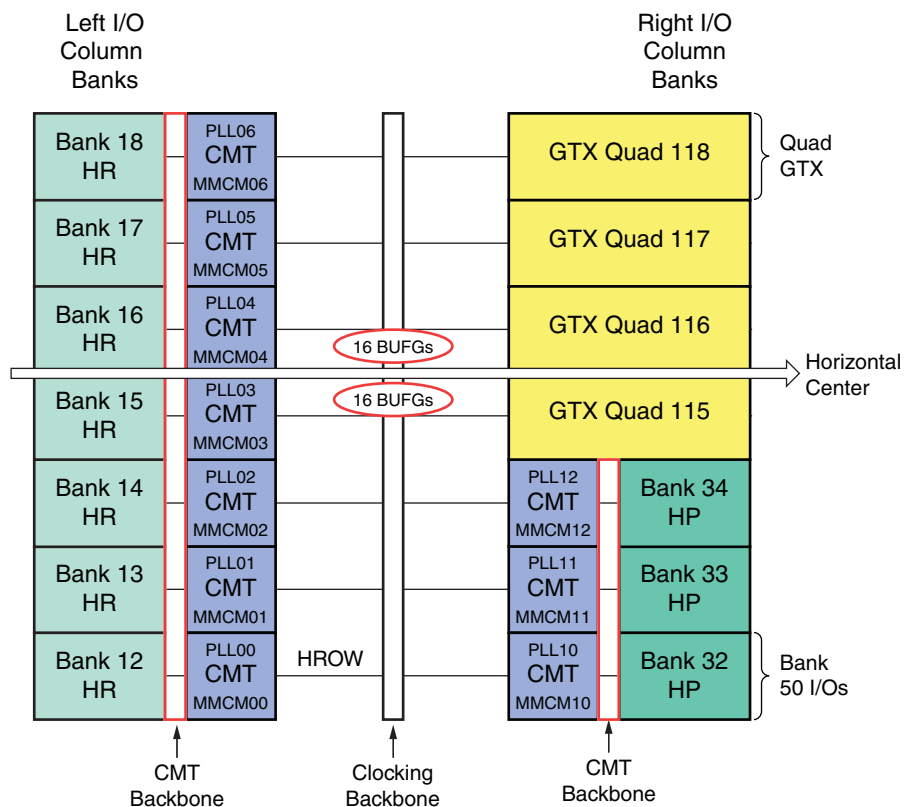 Left I/O
Column
Banks
Right I/O
Column
Banks
Bank 18
HR
PLL06
CMT
MMCM06
GTX Quad 118
Quad
GTX
Bank 17
HR
PLL05
CMT
MMCM05
GTX Quad 117
Bank 16
HR
PLL04
CMT
MMCM04
16 BUFGs
GTX Quad 116
Horizontal
Center
Bank 15
HR
PLL03
CMT
MMCM03
16 BUFGs
GTX Quad 115
Bank 14
HR
PLL02
CMT
MMCM02
PLL12
CMT
MMCM12
Bank 34
HP
Bank 13
HR
PLL01
CMT
MMCM01
PLL11
CMT
MMCM11
Bank 33
HP
Bank 12
HR
PLL00
CMT
MMCM00
HROW
PLL10
CMT
MMCM10
Bank 32
HP
Bank
50 I/Os
CMT
Backbone
Clocking
Backbone
CMT
Backbone